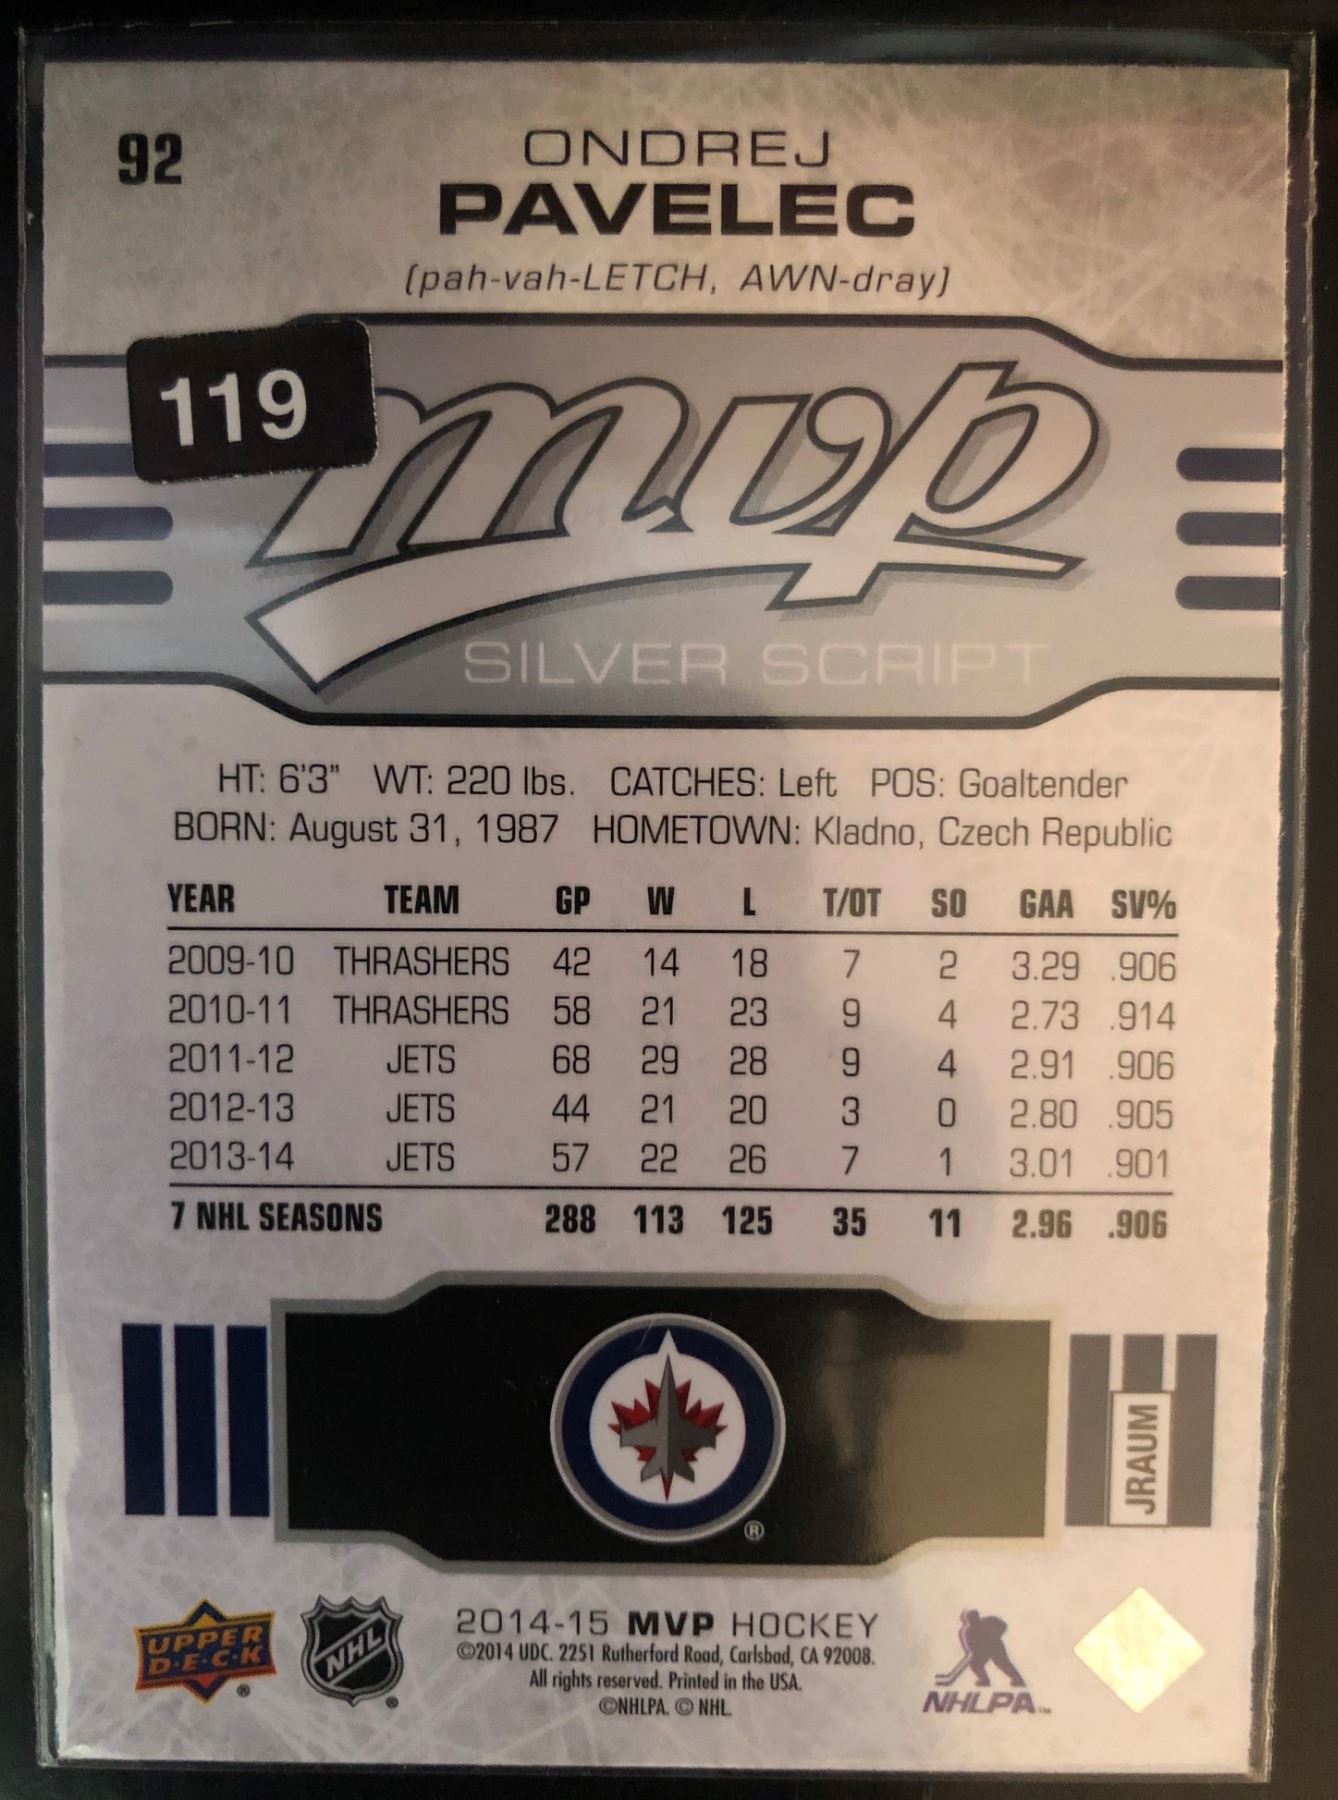 92
ONDREJ
PAVELEC
(pah-vah-LETCH, AWN-dray)
119
mvp
SILVER SCRIPT
HT: 6'3" WT: 220 lbs. CATCHES: Left POS: Goaltender
BORN: August 31, 1987 HOMETOWN: Kladno, Czech Republic
YEAR TEAM GP W L T/OT SO GAA SV%
2009-10 THRASHERS 42 14 18 7 2 3.29 .906
2010-11 THRASHERS 58 21 23 9 4 2.73 .914
2011-12 JETS 68 29 28 9 4 2.91 .906
2012-13 JETS 44 21 20 3 0 2.80 .905
2013-14 JETS 57 22 26 7 1 3.01 .901
7 NHL SEASONS 288 113 125 35 11 2.96 .906
JRAUM
®
UPPER
D·E·C·K
®
NHL
®
2014-15 MVP HOCKEY
©2014 UDC. 2251 Rutherford Road, Carlsbad, CA 92008.
All rights reserved. Printed in the USA.
©NHLPA. © NHL.
NHLPA™